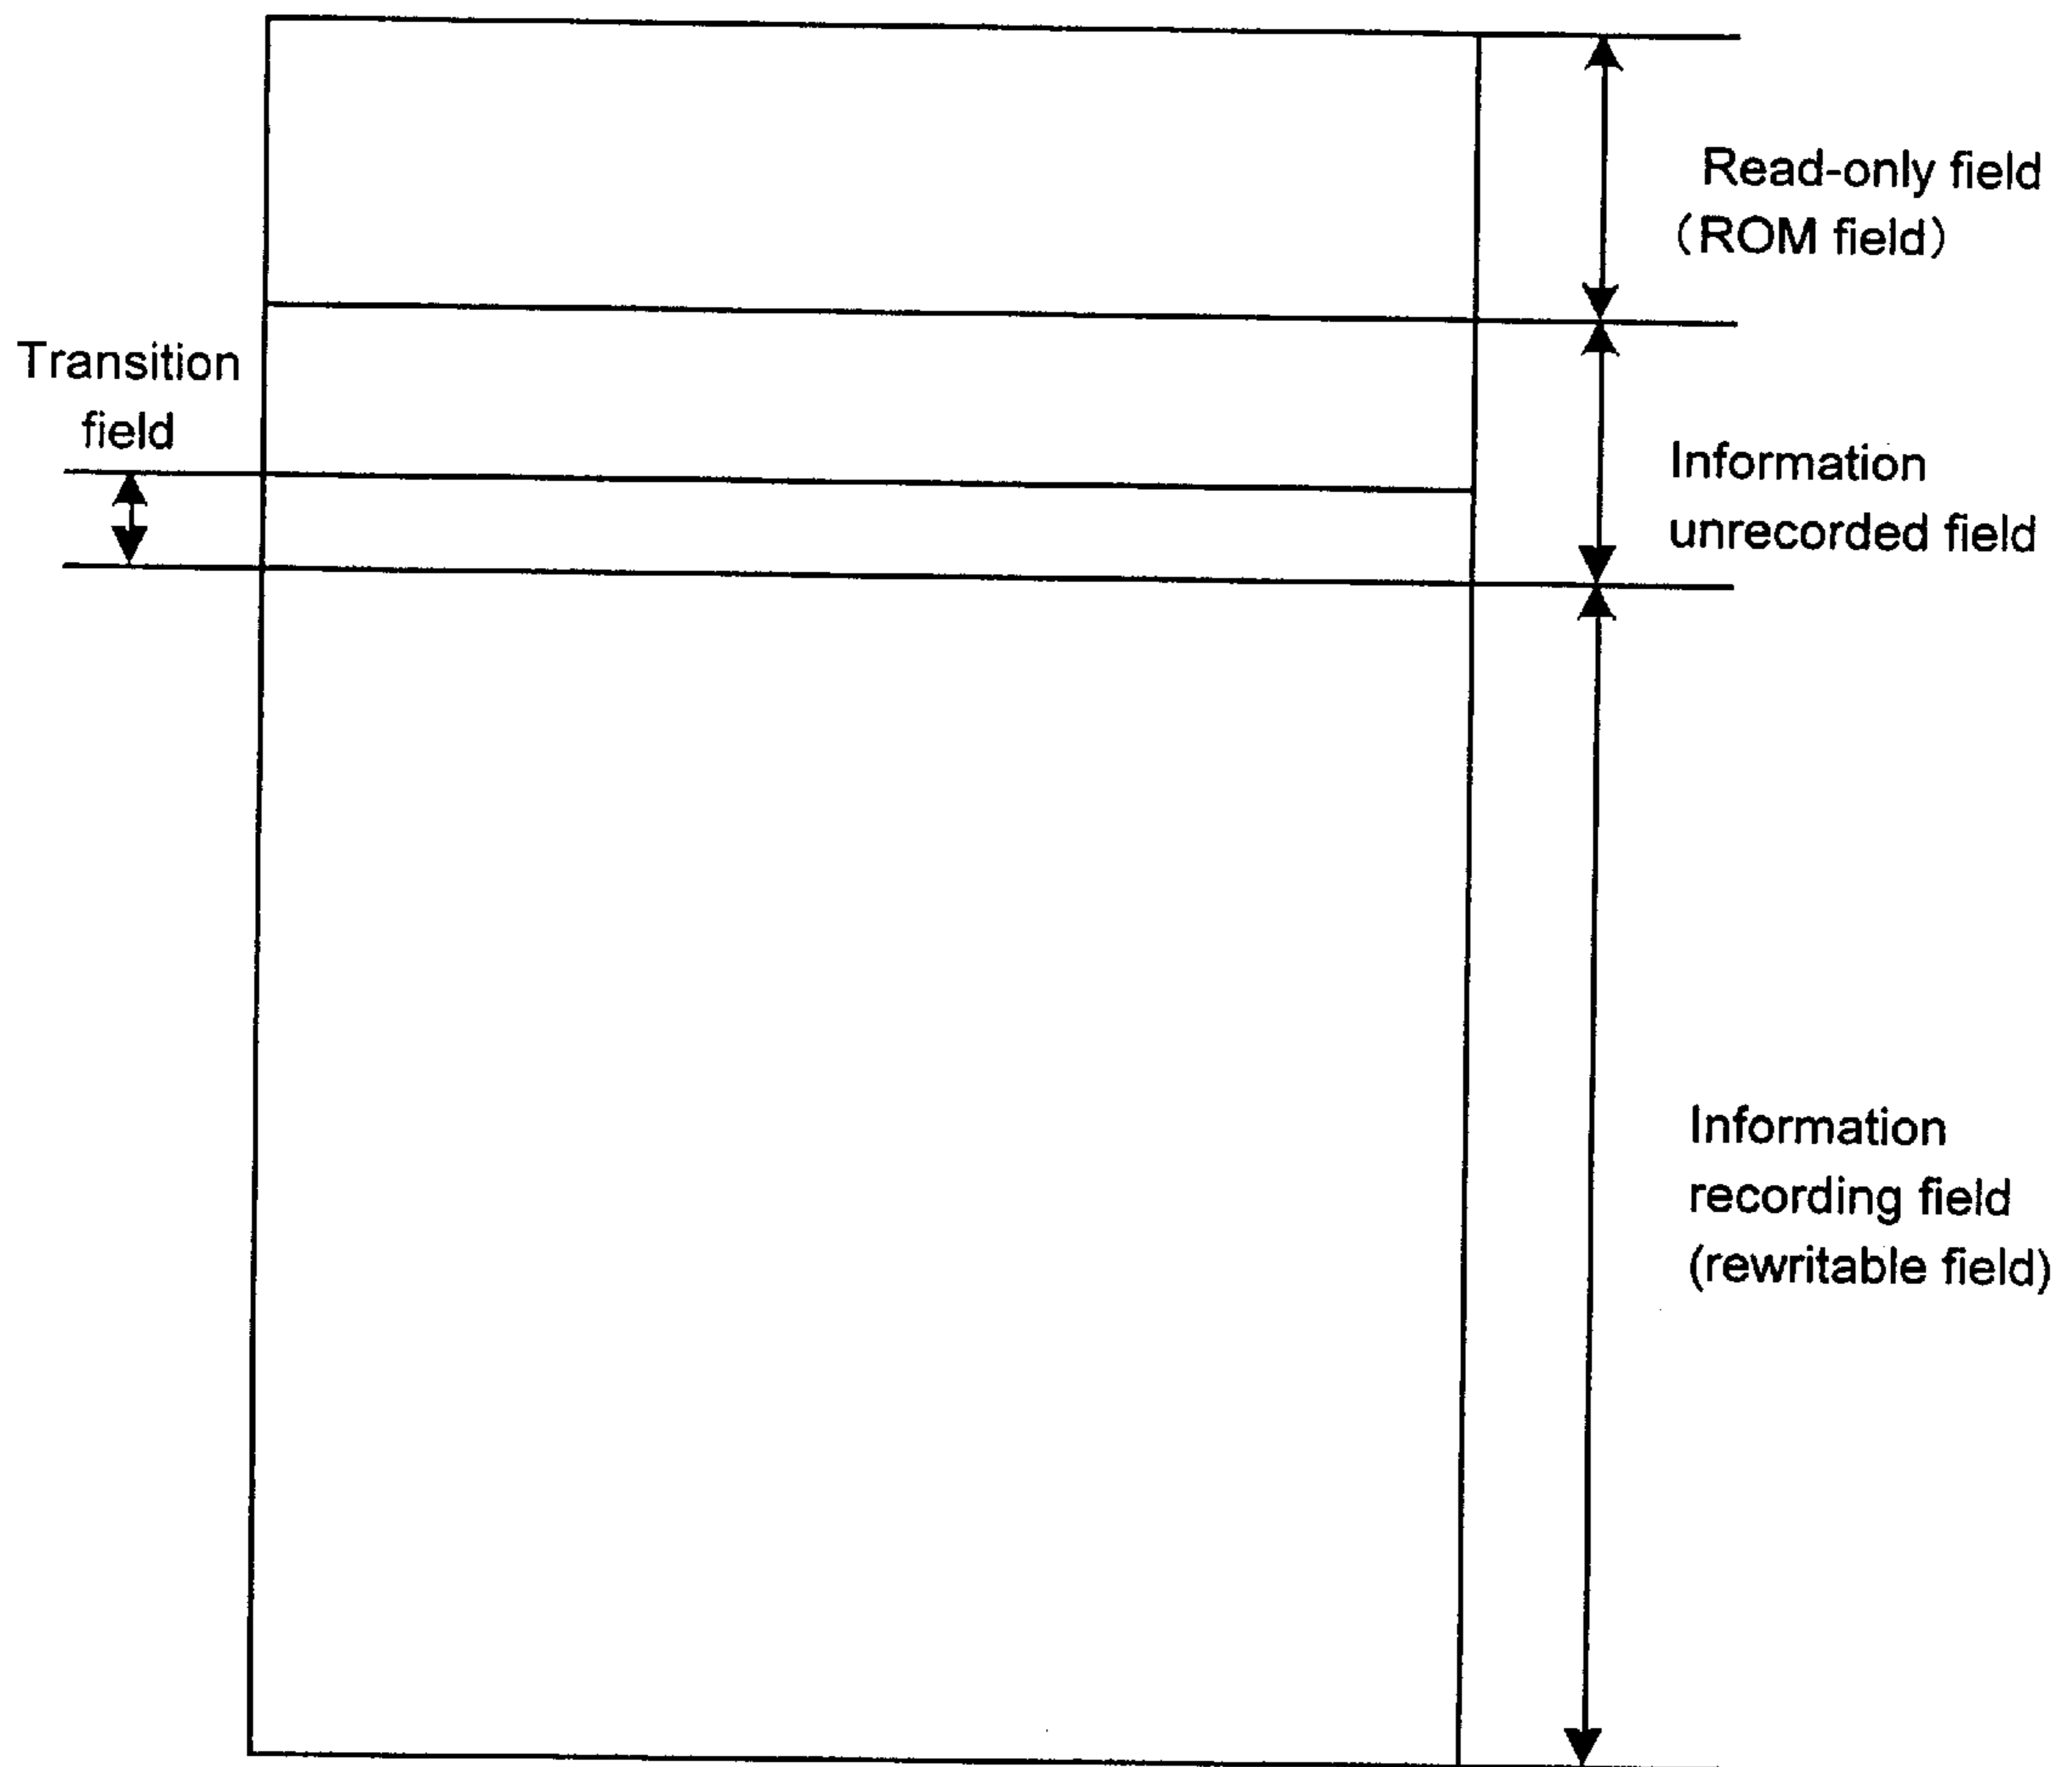 Read-only field
（ROM field）
Transition
field
Information
unrecorded field
Information
recording field
(rewritable field)